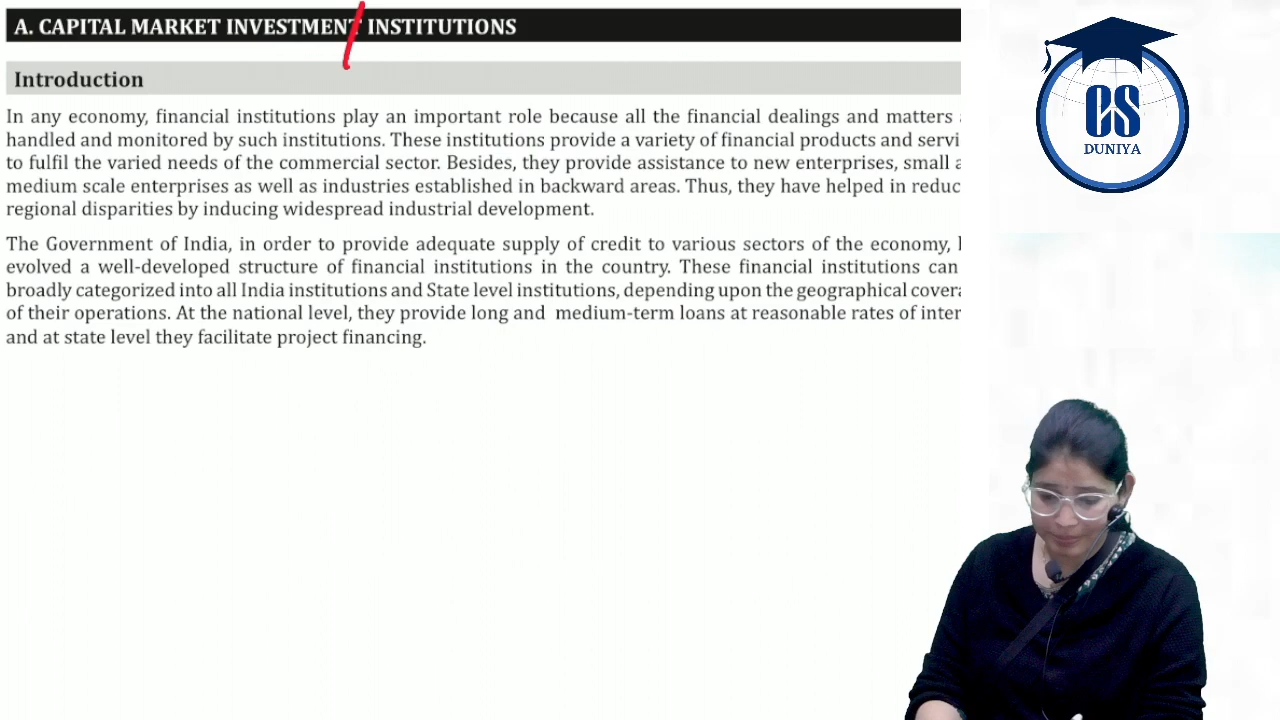 A. CAPITAL MARKET INVESTMENT INSTITUTIONS
Introduction
In any economy, financial institutions play an important role because all the financial dealings and matters
handled and monitored by such institutions. These institutions provide a variety of financial products and servi
to fulfil the varied needs of the commercial sector. Besides, they provide assistance to new enterprises, small a
medium scale enterprises as well as industries established in backward areas. Thus, they have helped in reduc
regional disparities by inducing widespread industrial development.
The Government of India, in order to provide adequate supply of credit to various sectors of the economy,
evolved a well-developed structure of financial institutions in the country. These financial institutions can
broadly categorized into all India institutions and State level institutions, depending upon the geographical covera
of their operations. At the national level, they provide long and medium-term loans at reasonable rates of inter
and at state level they facilitate project financing.
CS
DUNIYA